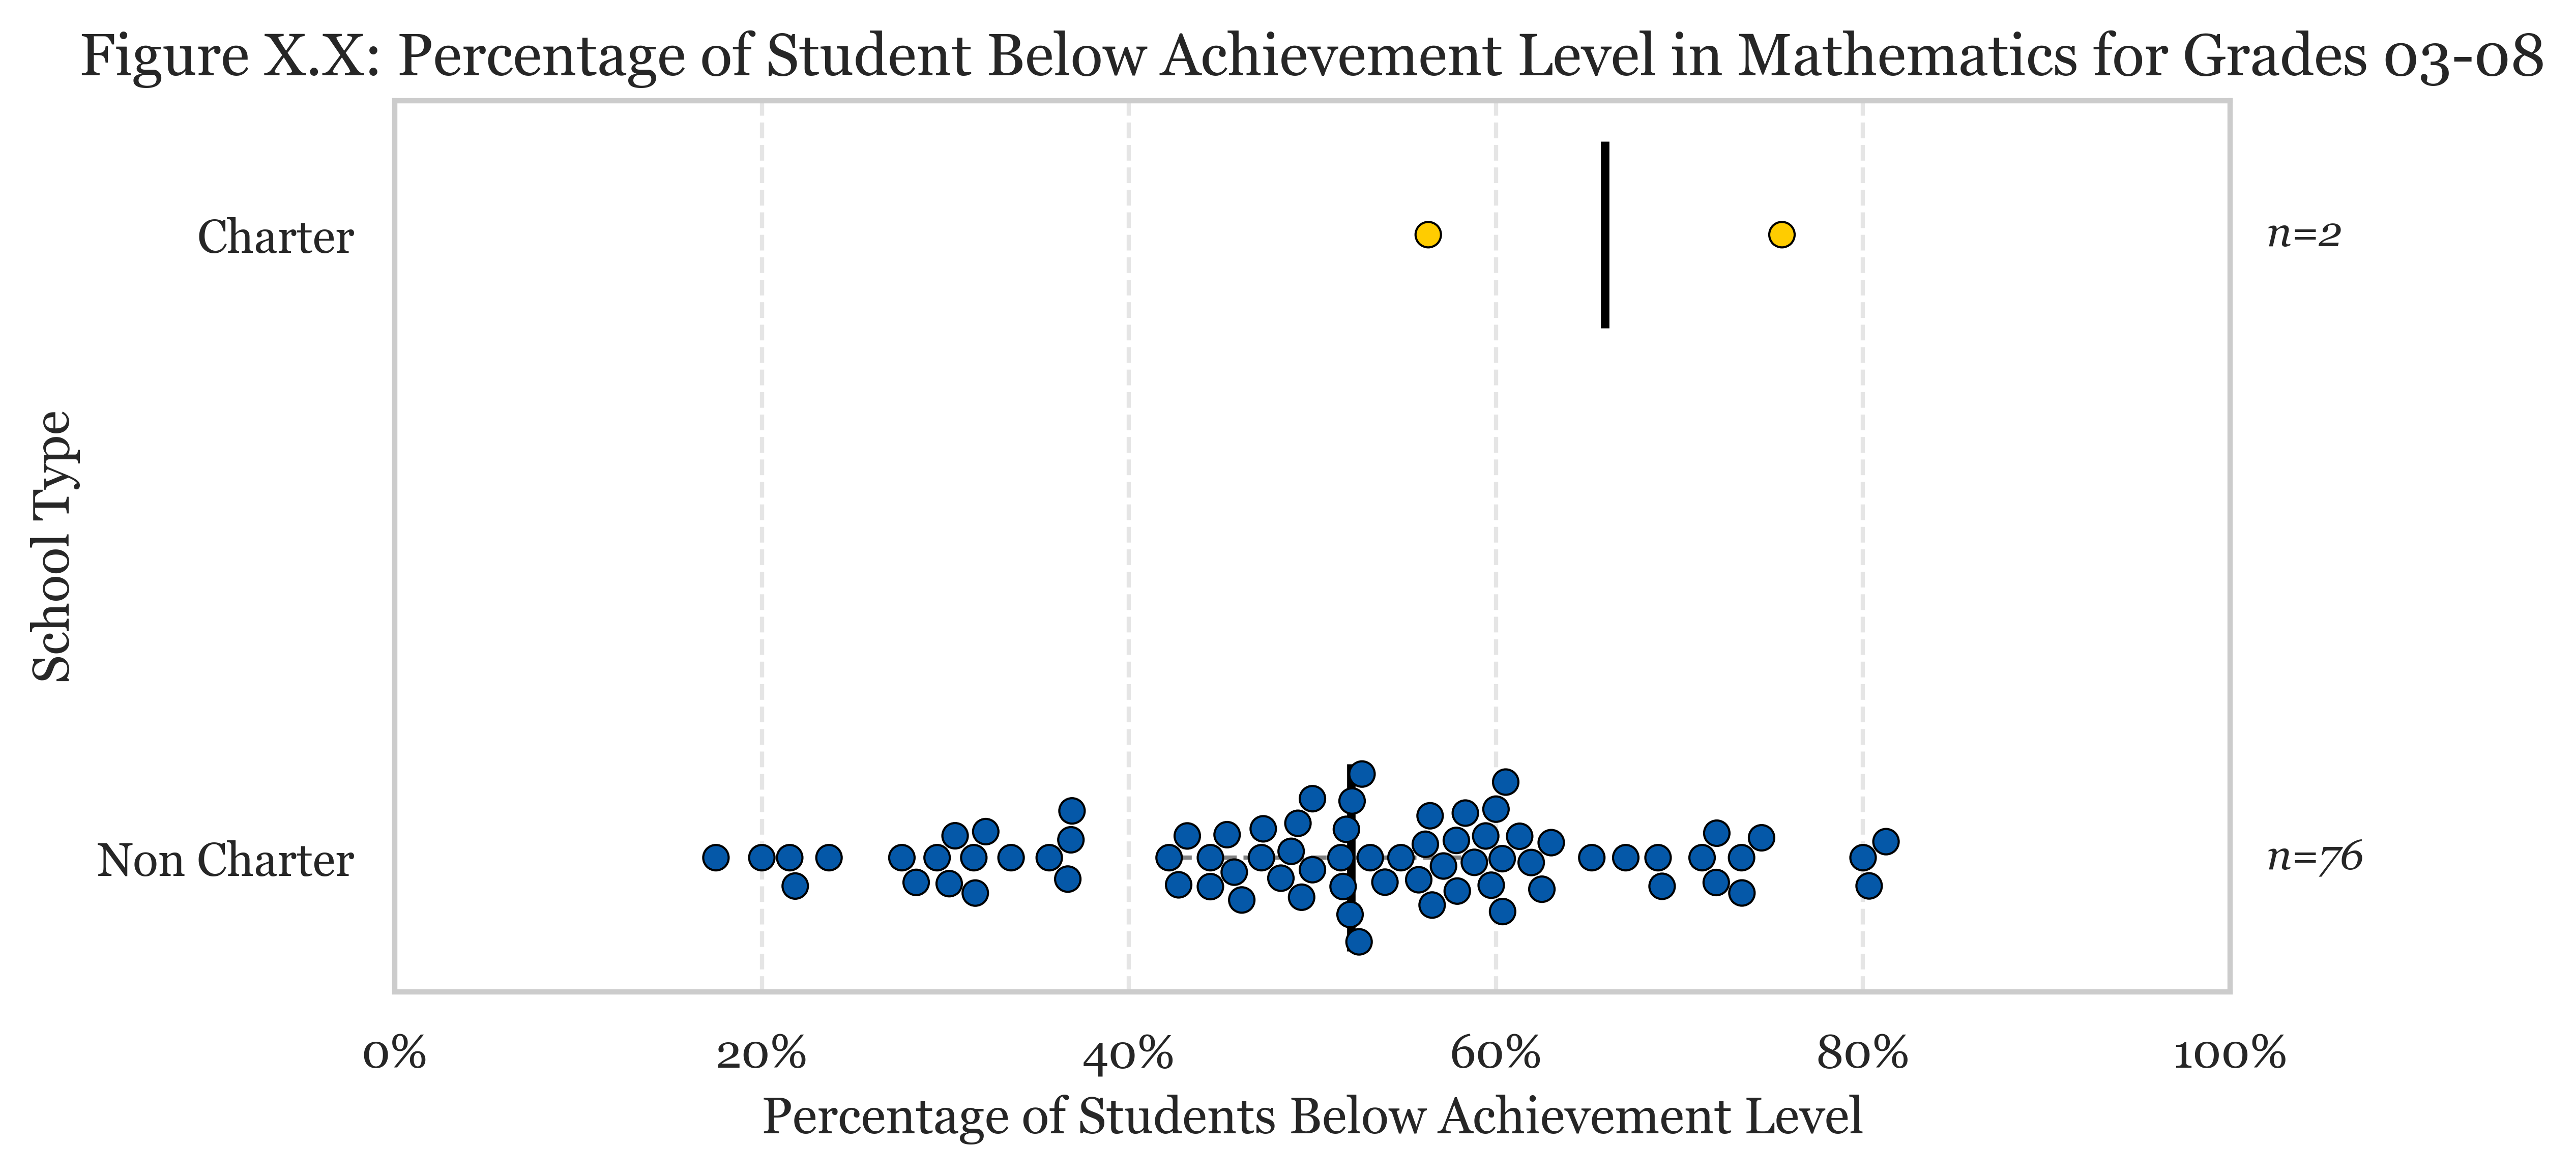 Figure X.X: Percentage of Student Below Achievement Level in Mathematics for Grades 03-08
Charter
n=2
School Type
Non Charter
n=76
0% 20% 40% 60% 80% 100%
Percentage of Students Below Achievement Level